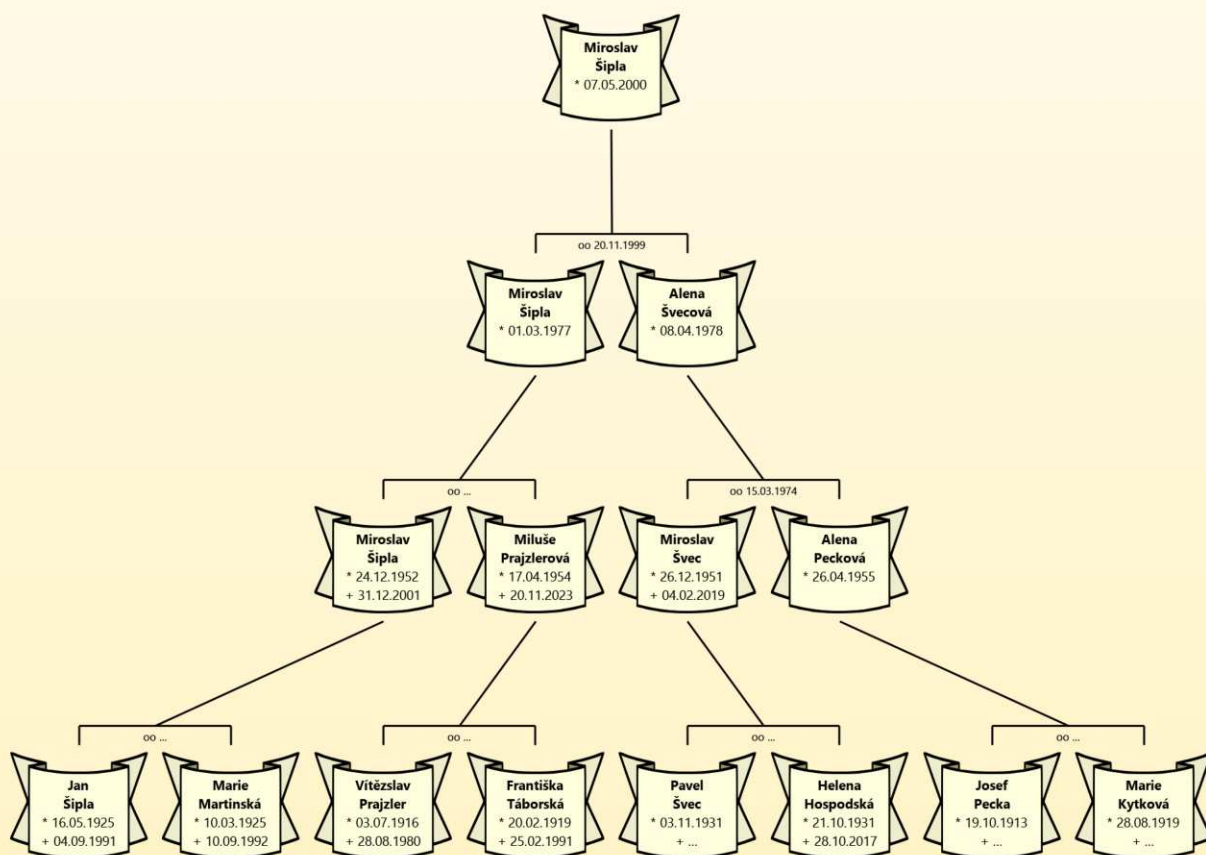 Miroslav
Šipla
* 07.05.2000
oo 20.11.1999
Miroslav
Šipla
* 01.03.1977
Alena
Švecová
* 08.04.1978
oo ...
oo 15.03.1974
Miroslav
Šipla
* 24.12.1952
+ 31.12.2001
Miluše
Prajzlerová
* 17.04.1954
+ 20.11.2023
Miroslav
Švec
* 26.12.1951
+ 04.02.2019
Alena
Pecková
* 26.04.1955
oo ...
oo ...
oo ...
oo ...
Jan
Šipla
* 16.05.1925
+ 04.09.1991
Marie
Martinská
* 10.03.1925
+ 10.09.1992
Vítězslav
Prajzler
* 03.07.1916
+ 28.08.1980
Františka
Táborská
* 20.02.1919
+ 25.02.1991
Pavel
Švec
* 03.11.1931
+ ...
Helena
Hospodská
* 21.10.1931
+ 28.10.2017
Josef
Pecka
* 19.10.1913
+ ...
Marie
Kytková
* 28.08.1919
+ ...